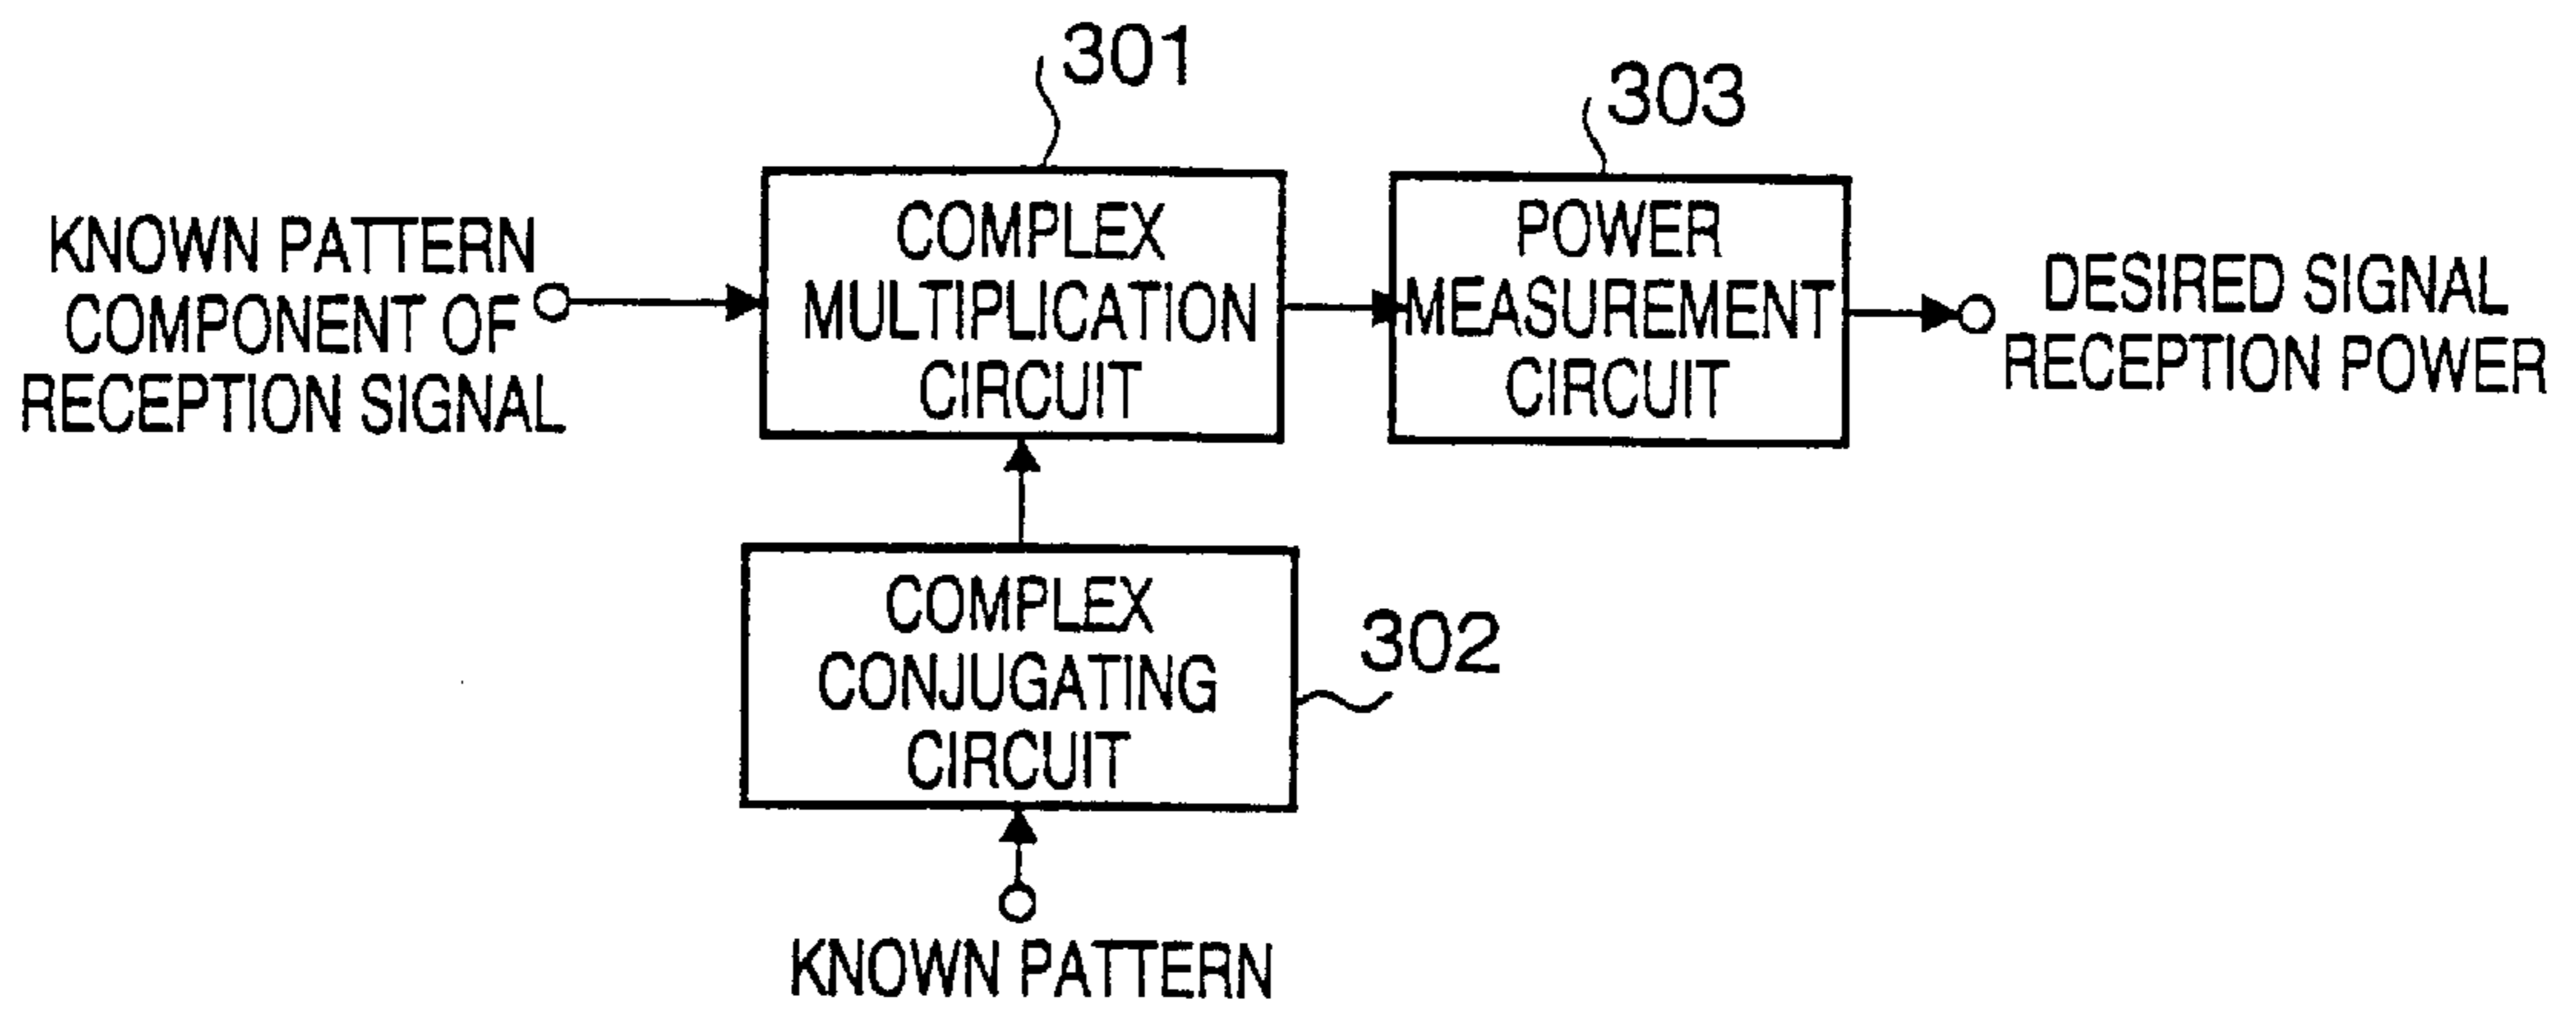 301
303
KNOWN PATTERN
COMPONENT OF
RECEPTION SIGNAL
COMPLEX
MULTIPLICATION
CIRCUIT
POWER
MEASUREMENT
CIRCUIT
DESIRED SIGNAL
RECEPTION POWER
COMPLEX
CONJUGATING
CIRCUIT
302
KNOWN PATTERN